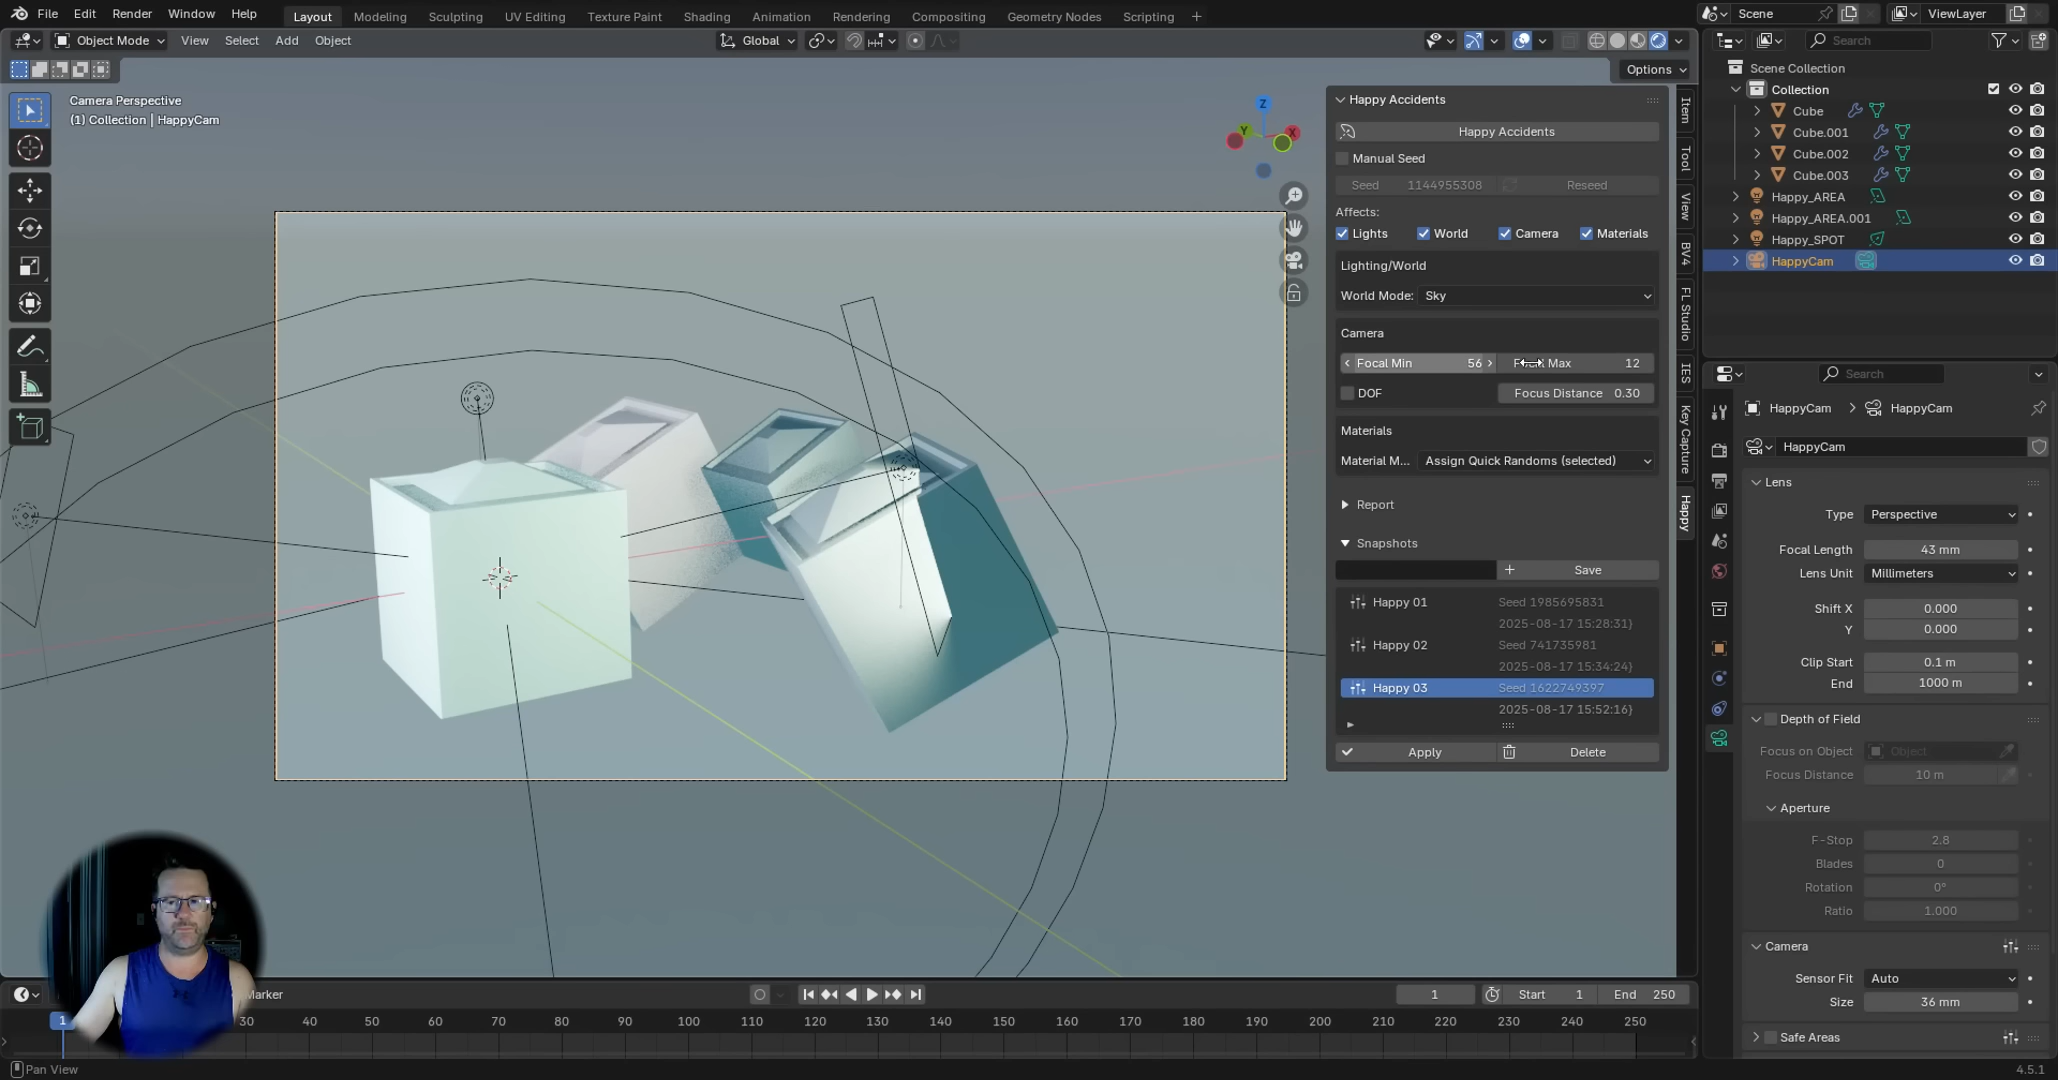 File Edit Render Window Help Layout Modeling Sculpting UV Editing Texture Paint Shading Animation Rendering Compositing Geometry Nodes Scripting + Scene ViewLayer
Object Mode View Select Add Object Global Search
Options
Camera Perspective
(1) Collection | HappyCam
Z
Y
X
Happy Accidents
Happy Accidents
Manual Seed
Seed 1144955308 Reseed
Affects:
Lights World Camera Materials
Lighting/World
World Mode: Sky
Camera
Focal Min 56 Max 12
DOF Focus Distance 0.30
Materials
Material M... Assign Quick Randoms (selected)
Report
Snapshots
+ Save
Happy 01 Seed 1985695831
2025-08-17 15:28:31}
Happy 02 Seed 741735981
2025-08-17 15:34:24}
Happy 03 Seed 1622749397
2025-08-17 15:52:16}
Apply Delete
Item
Tool
View
BV4
FL Studio
IES
Key Capture
Happy
Scene Collection
Collection
Cube
Cube.001
Cube.002
Cube.003
Happy_AREA
Happy_AREA.001
Happy_SPOT
HappyCam
Search
HappyCam > HappyCam
HappyCam
Lens
Type Perspective
Focal Length 43 mm
Lens Unit Millimeters
Shift X 0.000
Y 0.000
Clip Start 0.1 m
End 1000 m
Depth of Field
Focus on Object Object
Focus Distance 10 m
Aperture
F-Stop 2.8
Blades 0
Rotation 0°
Ratio 1.000
Camera
Sensor Fit Auto
Size 36 mm
Safe Areas
Marker 1 Start 1 End 250
1 30 40 50 60 70 80 90 100 110 120 130 140 150 160 170 180 190 200 210 220 230 240 250
Pan View 4.5.1